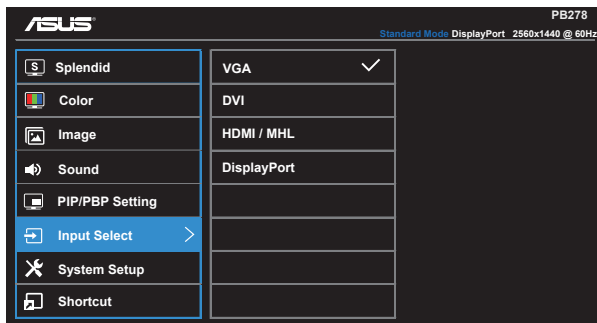 ASUS
PB278
Standard Mode DisplayPort 2560x1440 @ 60Hz
S Splendid
Color
Image
Sound
PIP/PBP Setting
Input Select
System Setup
Shortcut
VGA
DVI
HDMI / MHL
DisplayPort